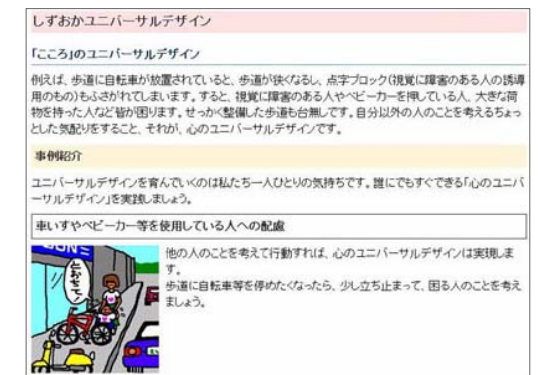 しずおかユニバーサルデザイン
「こころ」のユニバーサルデザイン
例えば、歩道に自転車が放置されていると、歩道が狭くなるし、点字ブロック(視覚に障害のある人の誘導
用のもの)もふさがれてしまいます。すると、視覚に障害のある人やベビーカーを押している人、大きな荷
物を持った人など皆が困ります。せっかく整備した歩道も台無しです。自分以外の人のことを考えるちょっ
とした気配りをすること、それが、心のユニバーサルデザインです。
事例紹介
ユニバーサルデザインを育んでいくのは私たち一人ひとりの気持ちです。誰にでもすぐできる「心のユニバ
ーサルデザイン」を実践しましょう。
車いすやベビーカー等を使用している人への配慮
他の人のことを考えて行動すれば、心のユニバーサルデザインは実現しま
す。
歩道に自転車等を停めたくなったら、少し立ち止まって、困る人のことを考え
ましょう。
とおちて!